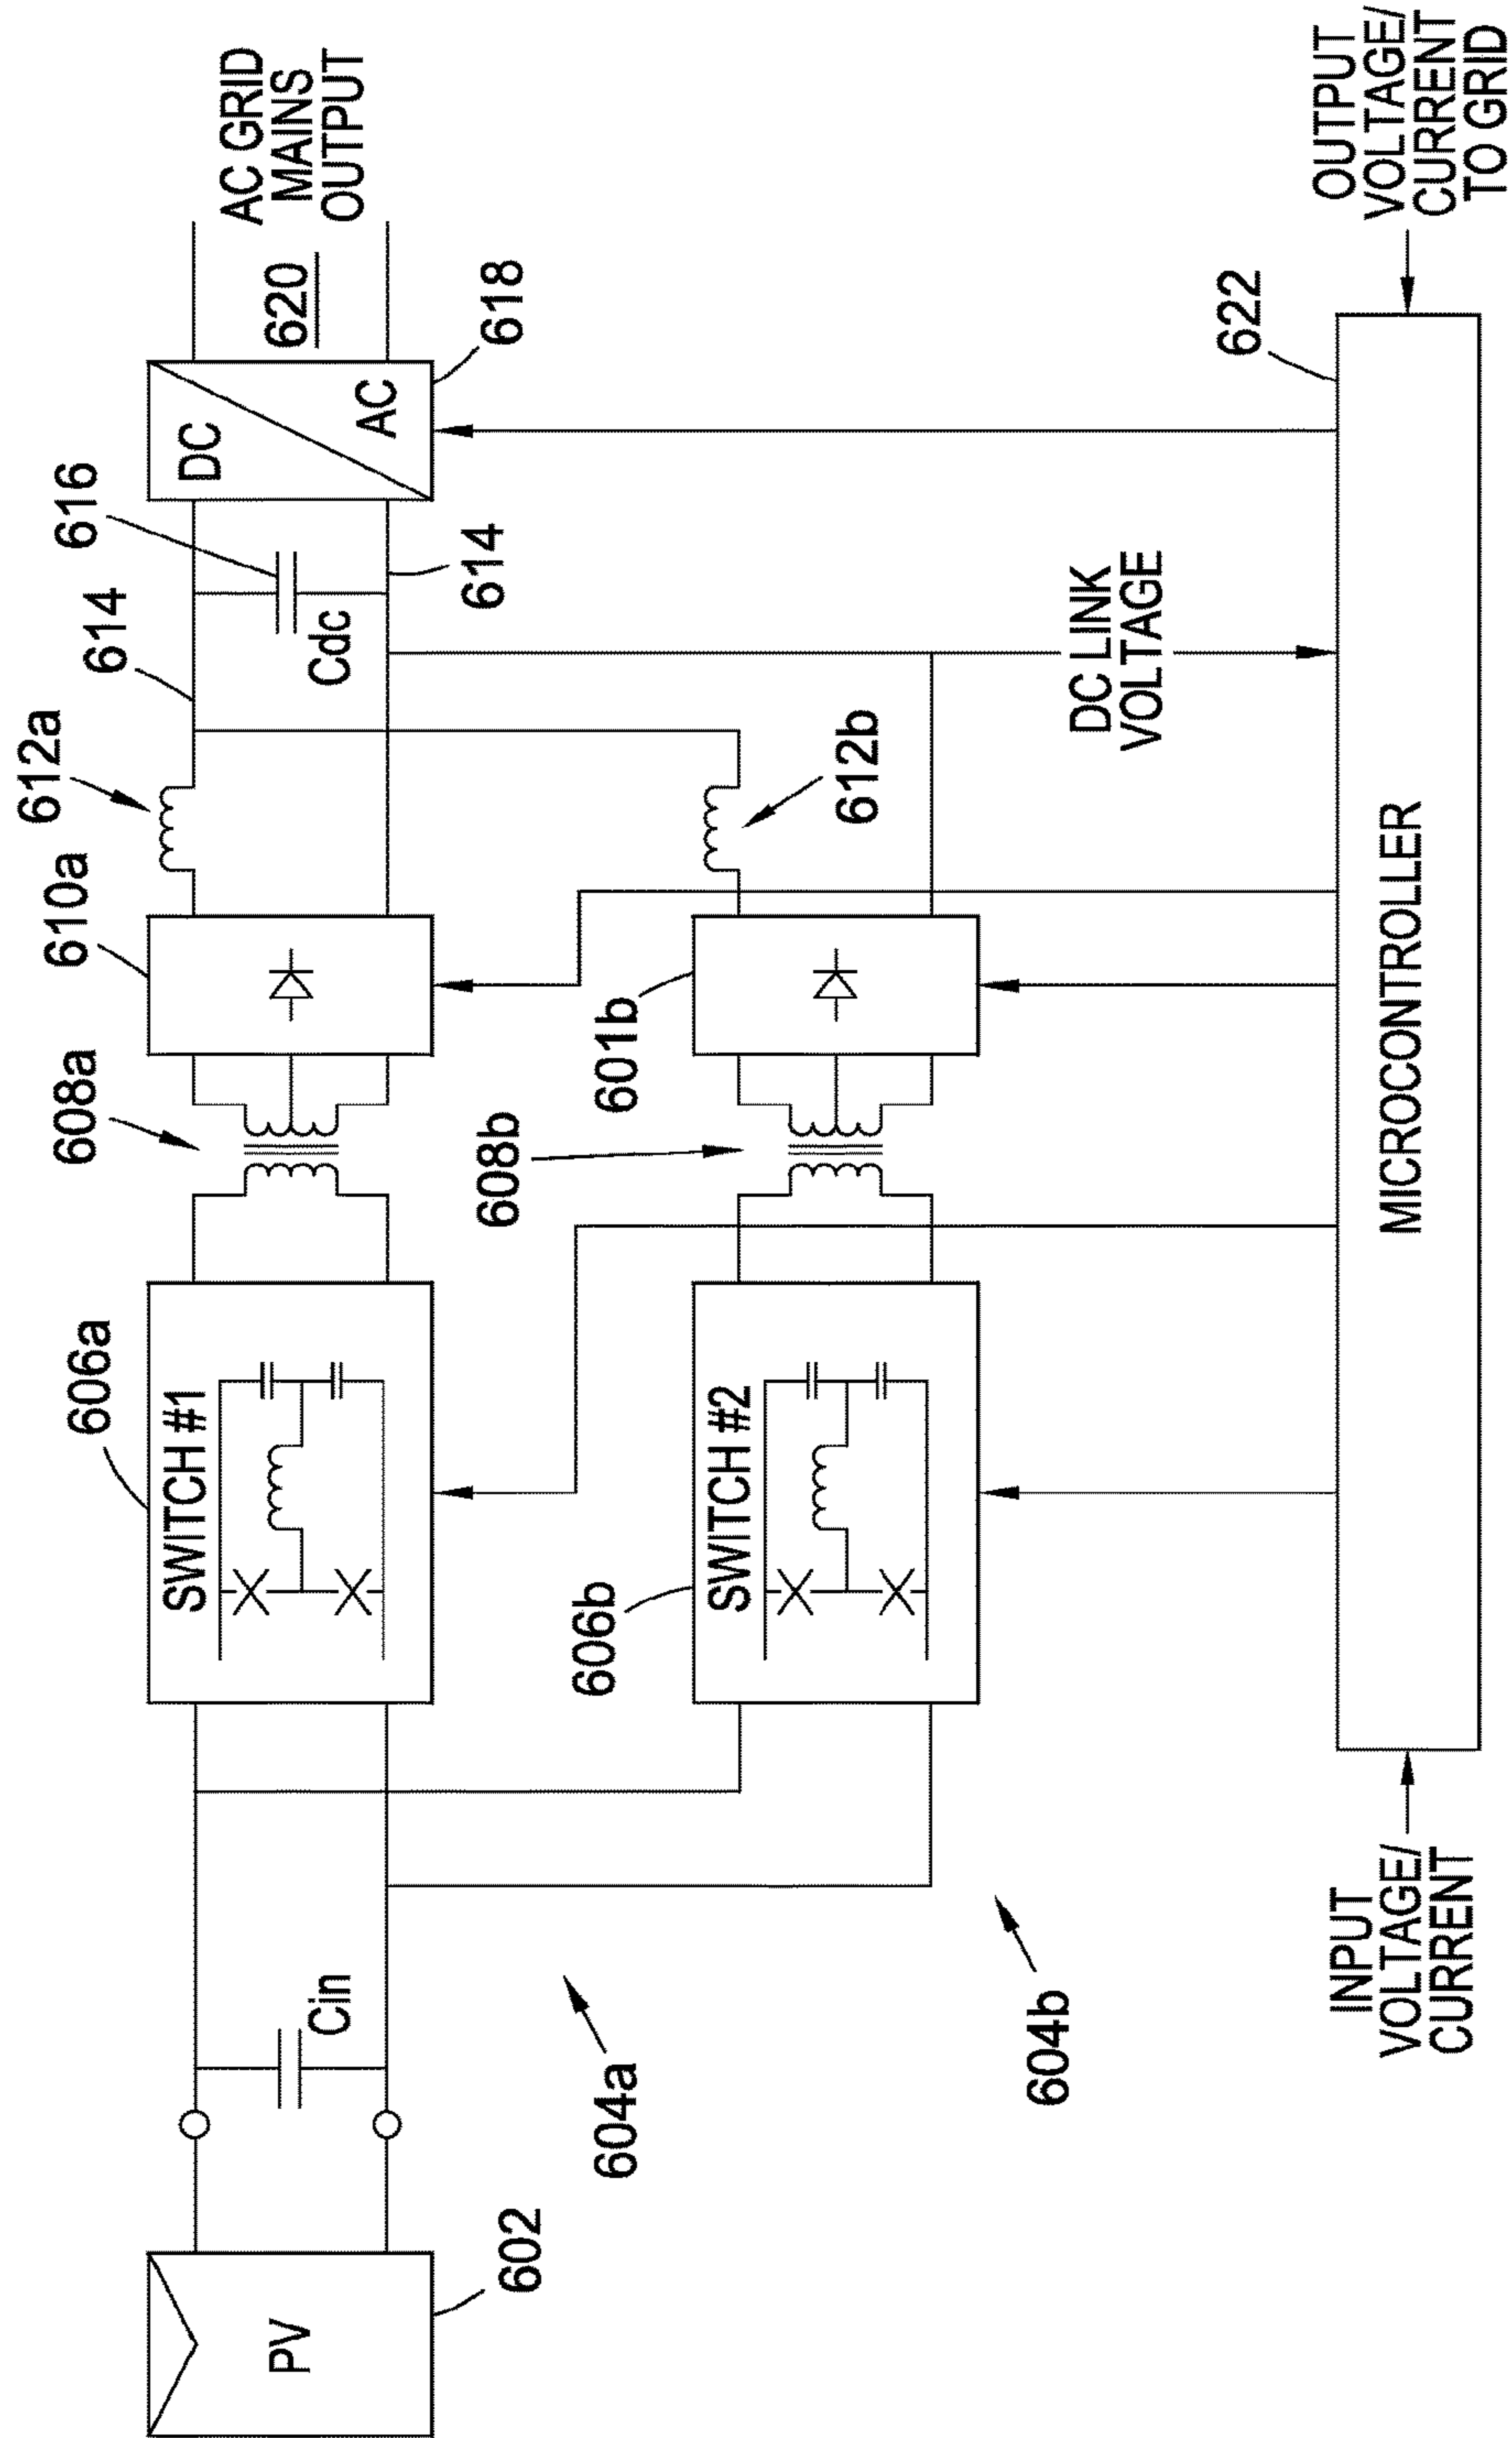 606a
SWITCH #1
608a
610a
612a
614
616
Cdc
614
DC
AC
618
620
AC GRID
MAINS
OUTPUT
PV
602
Cin
604a
604b
606b
SWITCH #2
608b
601b
612b
DC LINK
VOLTAGE
622
MICROCONTROLLER
INPUT
VOLTAGE/
CURRENT
OUTPUT
VOLTAGE/
CURRENT
TO GRID